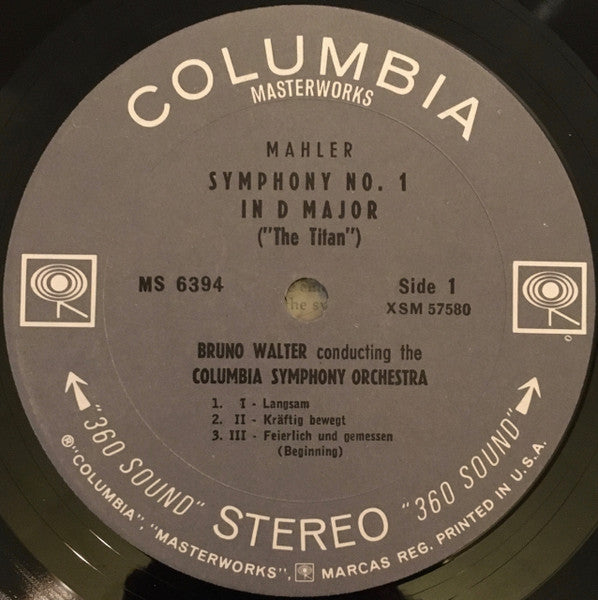 COLUMBIA
MASTERWORKS
MAHLER
SYMPHONY NO. 1
IN D MAJOR
("The Titan")
MS 6394
Side 1
XSM 57580
he sy
BRUNO WALTER conducting the
COLUMBIA SYMPHONY ORCHESTRA
1. I - Langsam
2. II - Kräftig bewegt
3. III - Feierlich und gemessen
(Beginning)
"360 SOUND" STEREO "360 SOUND"
®"COLUMBIA", "MASTERWORKS", MARCAS REG. PRINTED IN U.S.A.